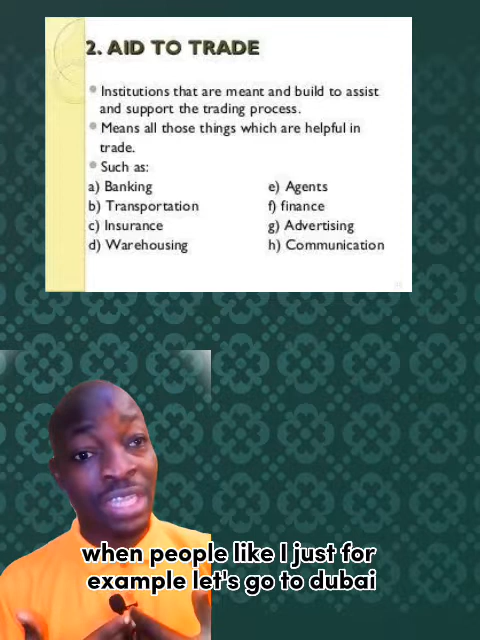 2. AID TO TRADE
Institutions that are meant and build to assist
and support the trading process.
Means all those things which are helpful in
trade.
Such as:
a) Banking
b) Transportation
c) Insurance
d) Warehousing
e) Agents
f) finance
g) Advertising
h) Communication
when people like I just for
example let's go to dubai